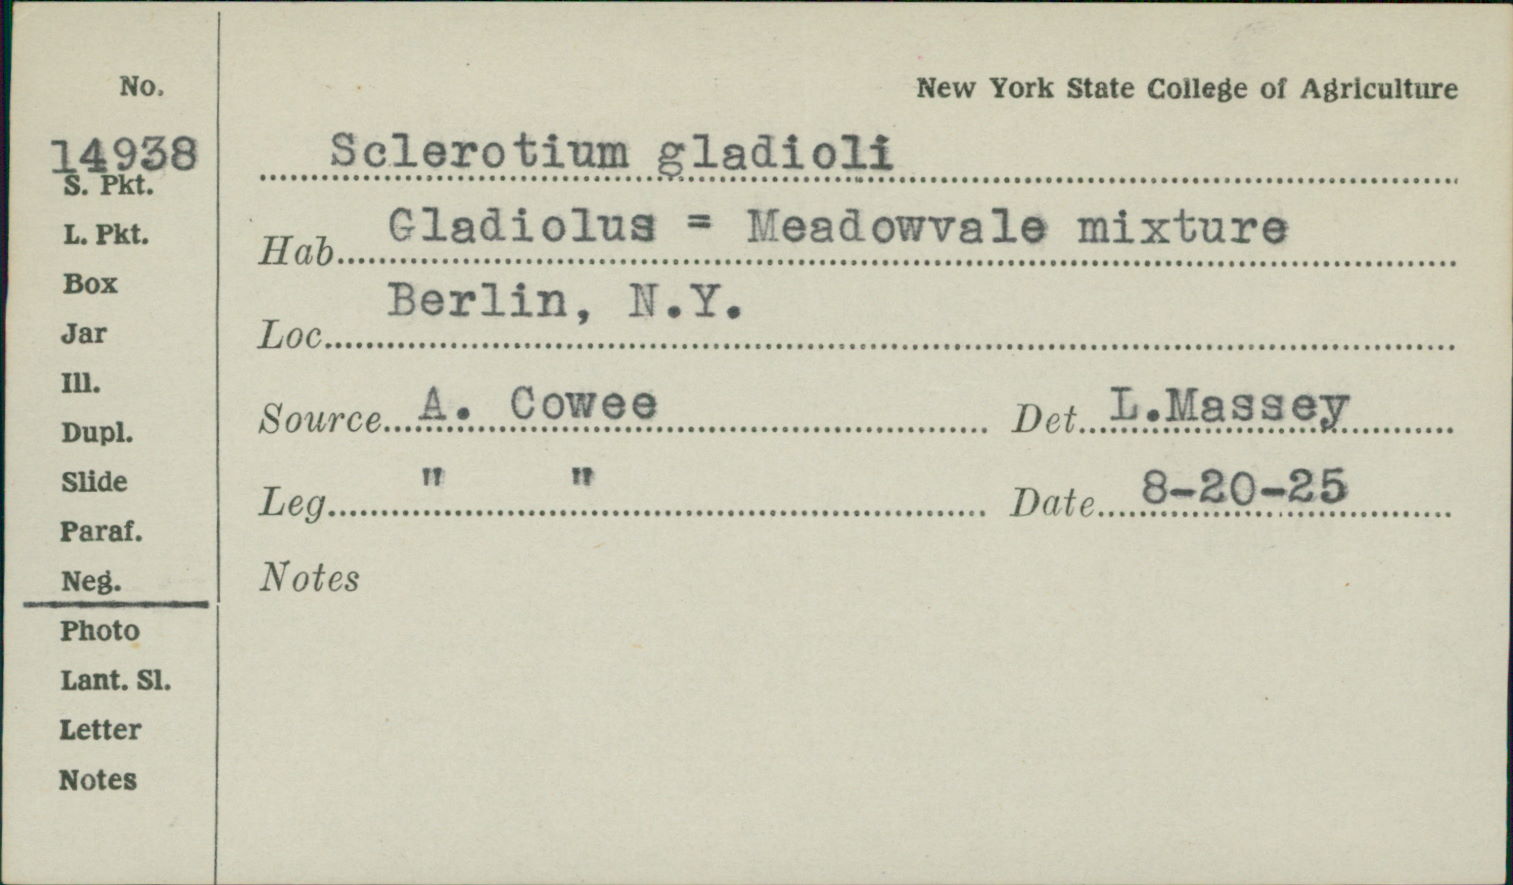 No.
New York State College of Agriculture
14938
Sclerotium gladioli
S. Pkt.
L. Pkt.
Hab. Gladiolus = Meadowvale mixture
Box
Berlin, N.Y.
Jar
Loc.
Ill.
Source A. Cowee Det. L.Massey
Dupl.
Slide
Leg. " " Date 8-20-25
Paraf.
Neg.
Notes
Photo
Lant. Sl.
Letter
Notes